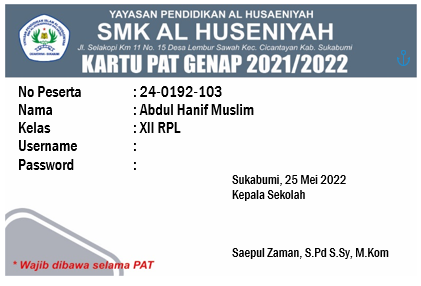 YAYASAN PENDIDIKAN AL HUSAENIYAH
SMK AL HUSENIYAH
Jl. Selakopi Km 11 No. 15 Desa Lembur Sawah Kec. Cicantayan Kab. Sukabumi
KARTU PAT GENAP 2021/2022
No Peserta : 24-0192-103
Nama : Abdul Hanif Muslim
Kelas : XII RPL
Username :
Password :
Sukabumi, 25 Mei 2022
Kepala Sekolah
Saepul Zaman, S.Pd S.Sy, M.Kom
* Wajib dibawa selama PAT